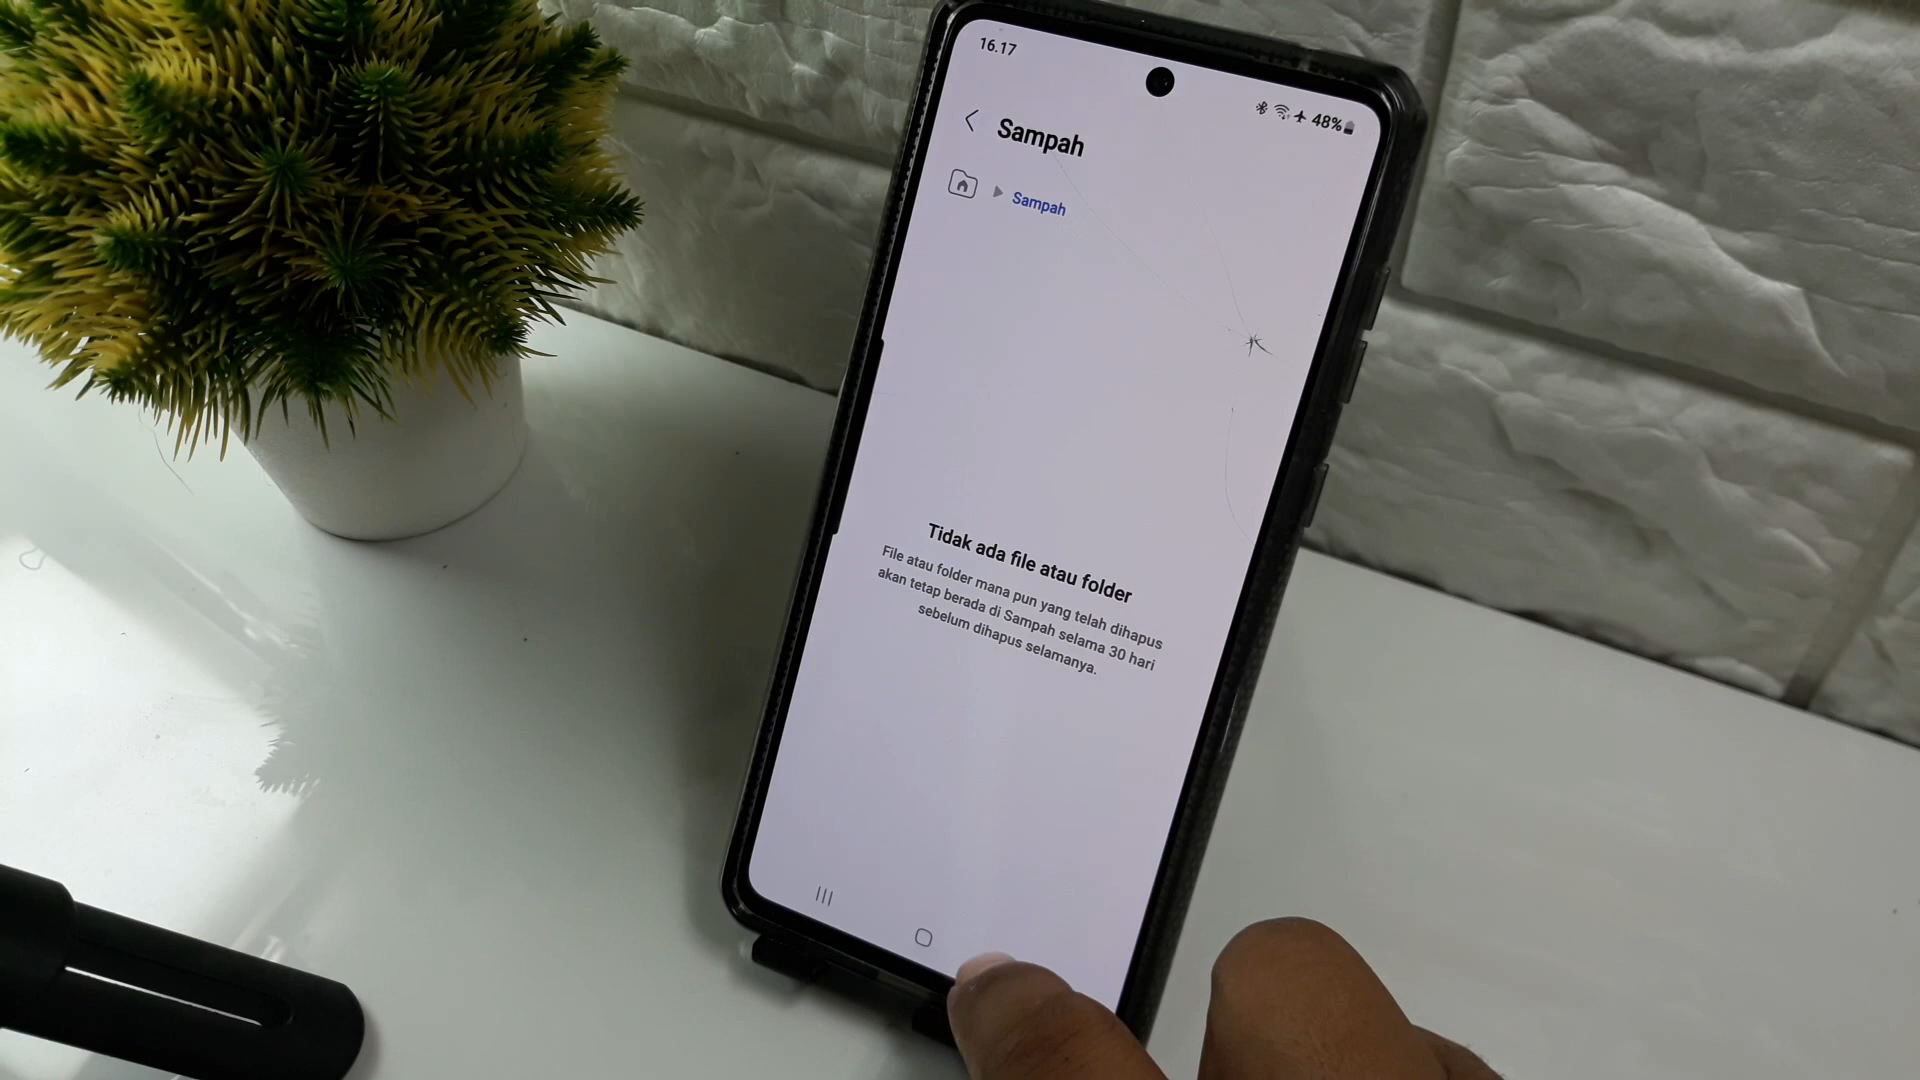 16.17
48%
Sampah
Sampah
Tidak ada file atau folder
File atau folder mana pun yang telah dihapus
akan tetap berada di Sampah selama 30 hari
sebelum dihapus selamanya.